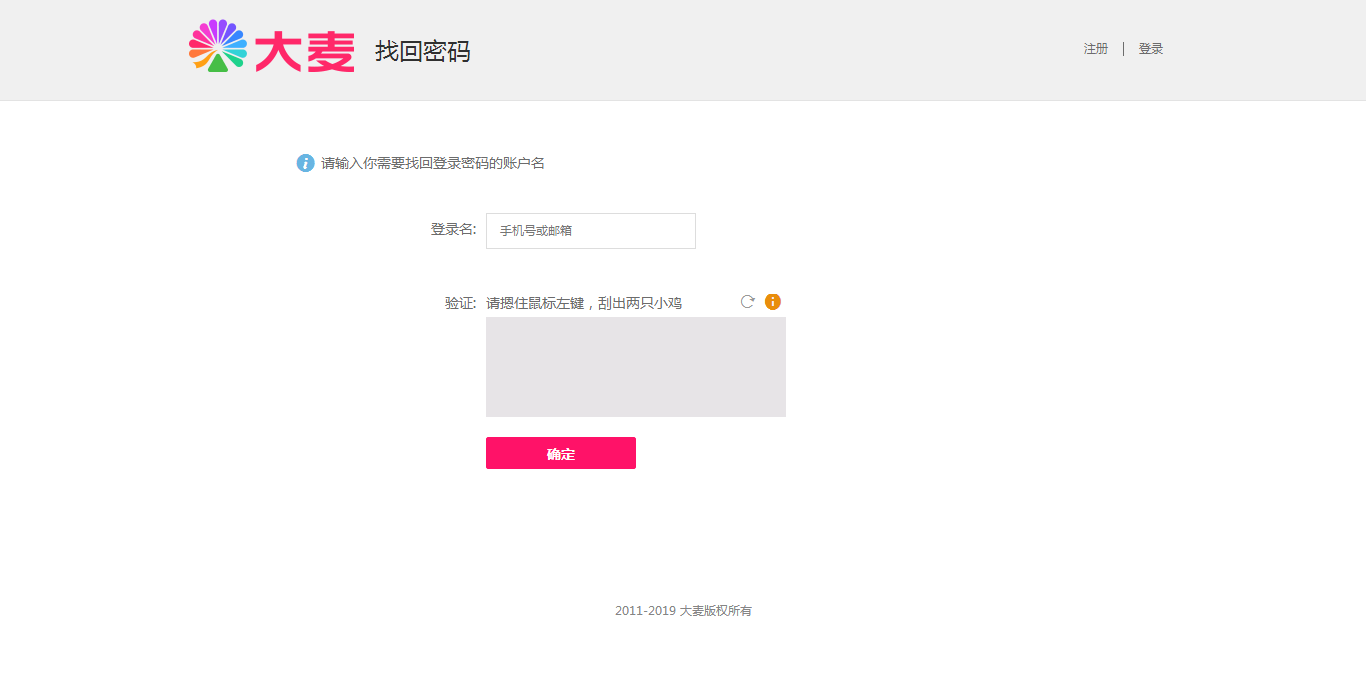 大麦 找回密码
注册 | 登录
请输入你需要找回登录密码的账户名
登录名: 手机号或邮箱
验证: 请摁住鼠标左键，刮出两只小鸡
确定
2011-2019 大麦版权所有